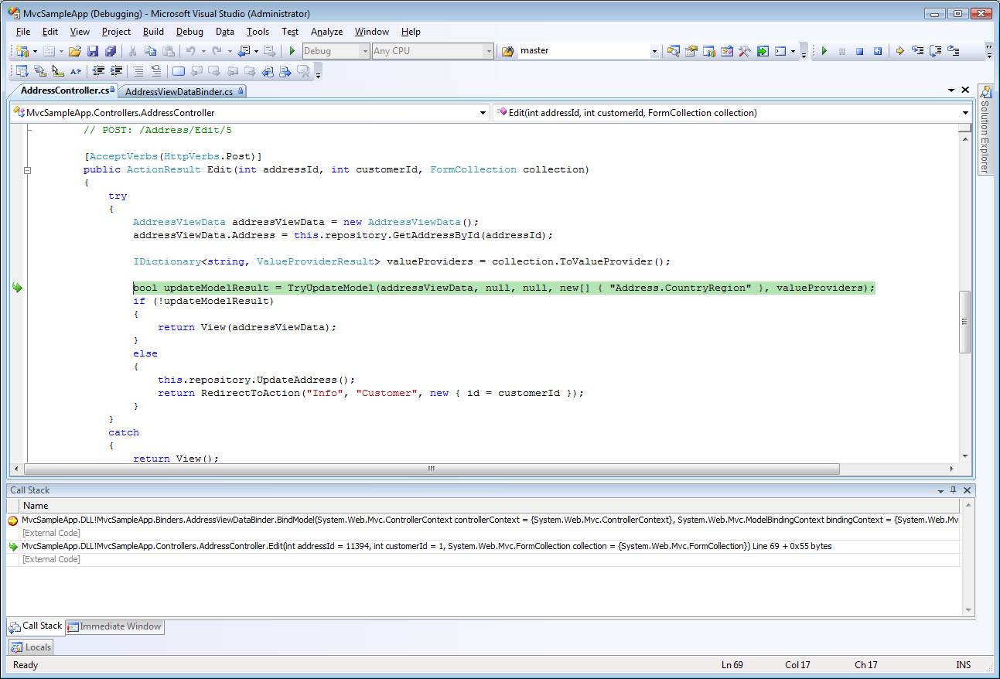 MvcSampleApp (Debugging) - Microsoft Visual Studio (Administrator)
File Edit View Project Build Debug Data Tools Test Analyze Window Help
Debug Any CPU master
AddressController.cs AddressViewDataBinder.cs
MvcSampleApp.Controllers.AddressController Edit(int addressId, int customerId, FormCollection collection)
Solution Explorer
// POST: /Address/Edit/5
[AcceptVerbs(HttpVerbs.Post)]
public ActionResult Edit(int addressId, int customerId, FormCollection collection)
{
try
{
AddressViewData addressViewData = new AddressViewData();
addressViewData.Address = this.repository.GetAddressById(addressId);
IDictionary<string, ValueProviderResult> valueProviders = collection.ToValueProvider();
bool updateModelResult = TryUpdateModel(addressViewData, null, null, new[] { "Address.CountryRegion" }, valueProviders);
if (!updateModelResult)
{
return View(addressViewData);
}
else
{
this.repository.UpdateAddress();
return RedirectToAction("Info", "Customer", new { id = customerId });
}
}
catch
{
return View();
Call Stack
Name
MvcSampleApp.DLL!MvcSampleApp.Binders.AddressViewDataBinder.BindModel(System.Web.Mvc.ControllerContext controllerContext = {System.Web.Mvc.ControllerContext}, System.Web.Mvc.ModelBindingContext bindingContext = {System.Web.Mv
[External Code]
MvcSampleApp.DLL!MvcSampleApp.Controllers.AddressController.Edit(int addressId = 11394, int customerId = 1, System.Web.Mvc.FormCollection collection = {System.Web.Mvc.FormCollection}) Line 69 + 0x55 bytes
[External Code]
Call Stack Immediate Window
Locals
Ready Ln 69 Col 17 Ch 17 INS